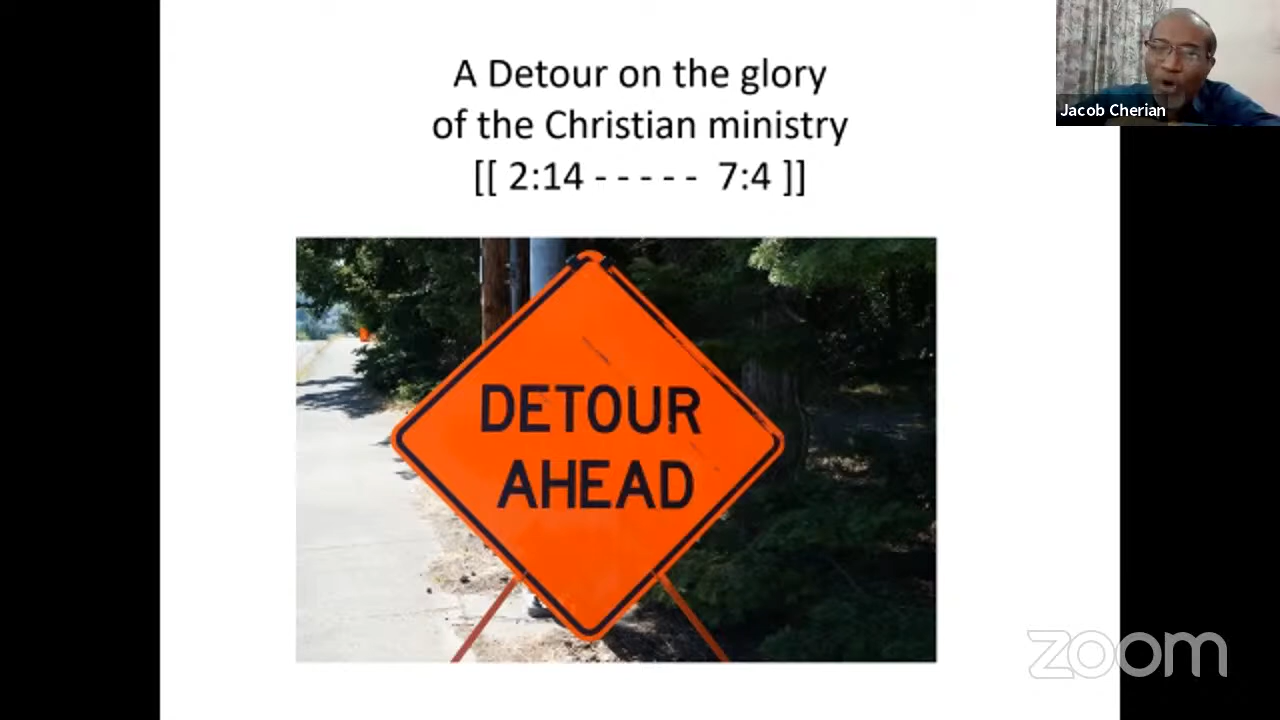 A Detour on the glory
of the Christian ministry
[[ 2:14 - - - - -  7:4 ]]
Jacob Cherian
DETOUR
AHEAD
zoom